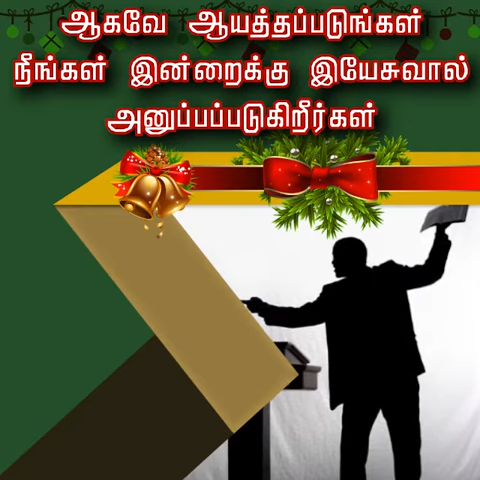 ஆகவே ஆயத்தப்படுங்கள்
நீங்கள் இன்றைக்கு இயேசுவால்
அனுப்பப்படுகிறீர்கள்